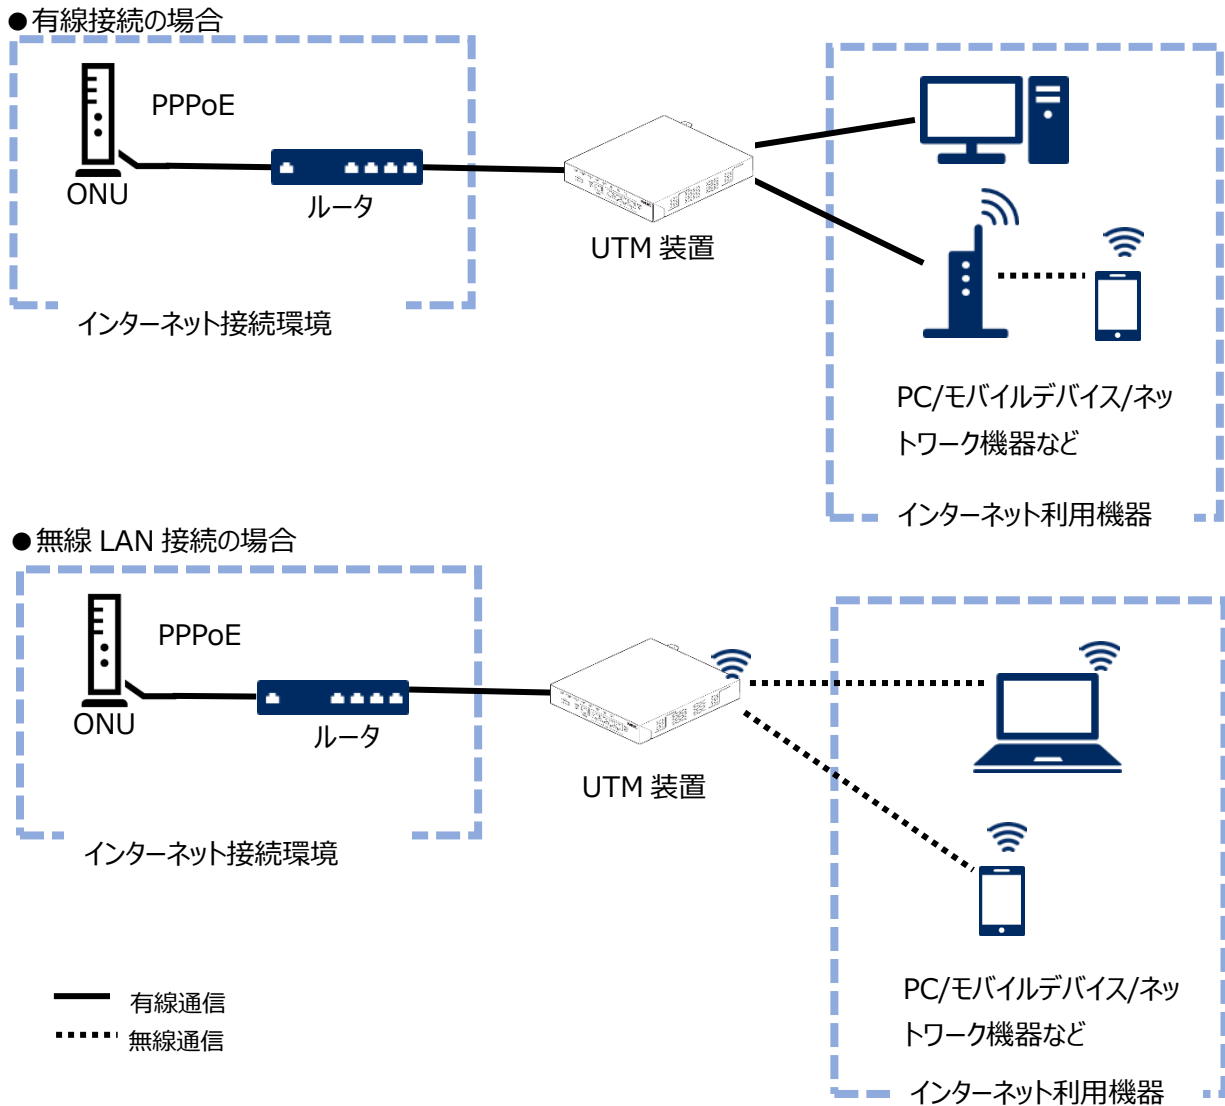 ●有線接続の場合
PPPoE
ONU
ルータ
UTM 装置
インターネット接続環境
PC/モバイルデバイス/ネッ
トワーク機器など
インターネット利用機器
●無線 LAN 接続の場合
PPPoE
ONU
ルータ
UTM 装置
インターネット接続環境
PC/モバイルデバイス/ネッ
トワーク機器など
インターネット利用機器
有線通信
無線通信